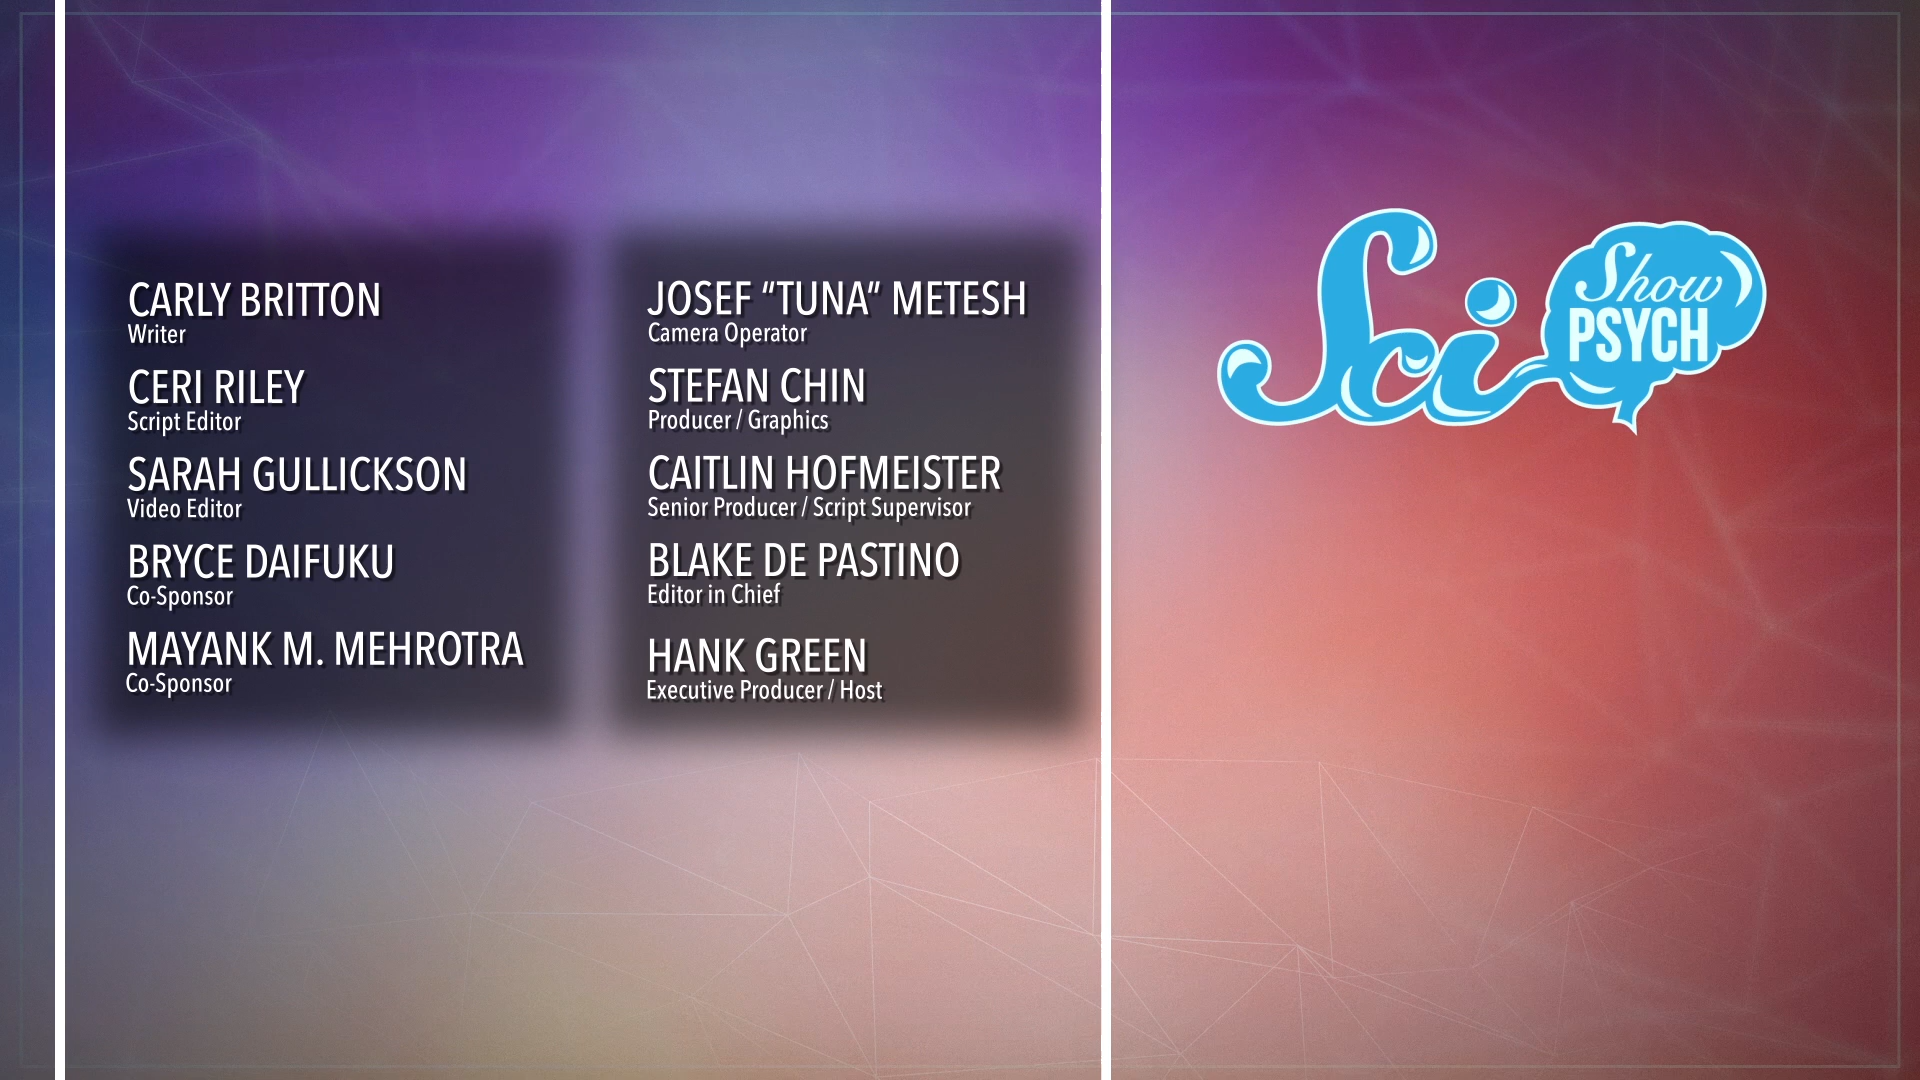 CARLY BRITTON
Writer
CERI RILEY
Script Editor
SARAH GULLICKSON
Video Editor
BRYCE DAIFUKU
Co-Sponsor
MAYANK M. MEHROTRA
Co-Sponsor
JOSEF “TUNA” METESH
Camera Operator
STEFAN CHIN
Producer / Graphics
CAITLIN HOFMEISTER
Senior Producer / Script Supervisor
BLAKE DE PASTINO
Editor in Chief
HANK GREEN
Executive Producer / Host
Sci Show
PSYCH